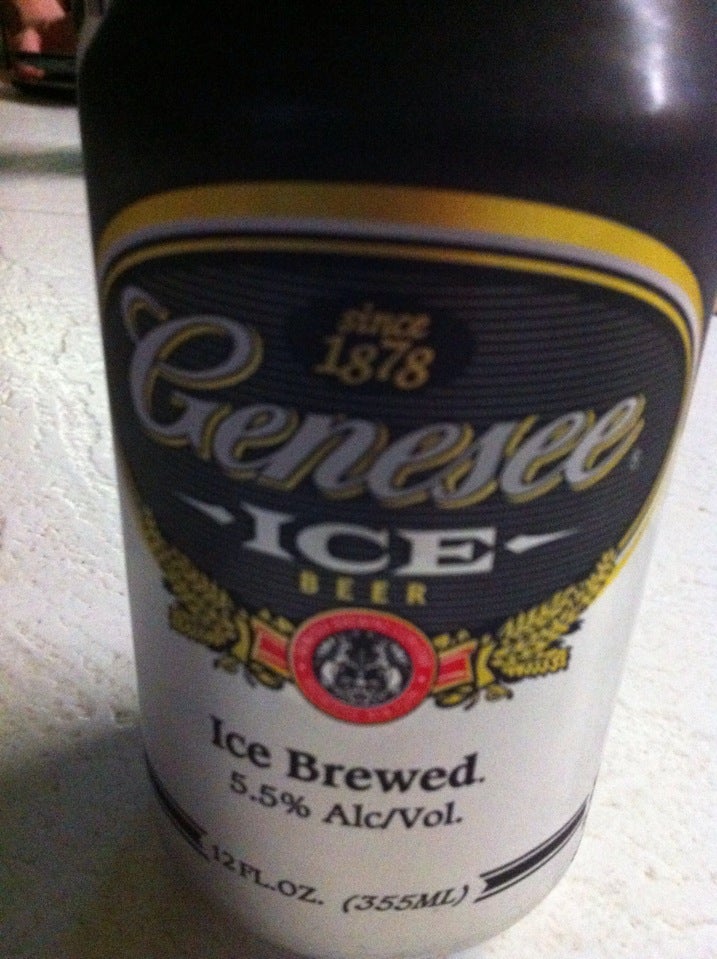 since
1878
Genesee
ICE
BEER
Ice Brewed.
5.5% Alc/Vol.
12 FL.OZ. (355ML)